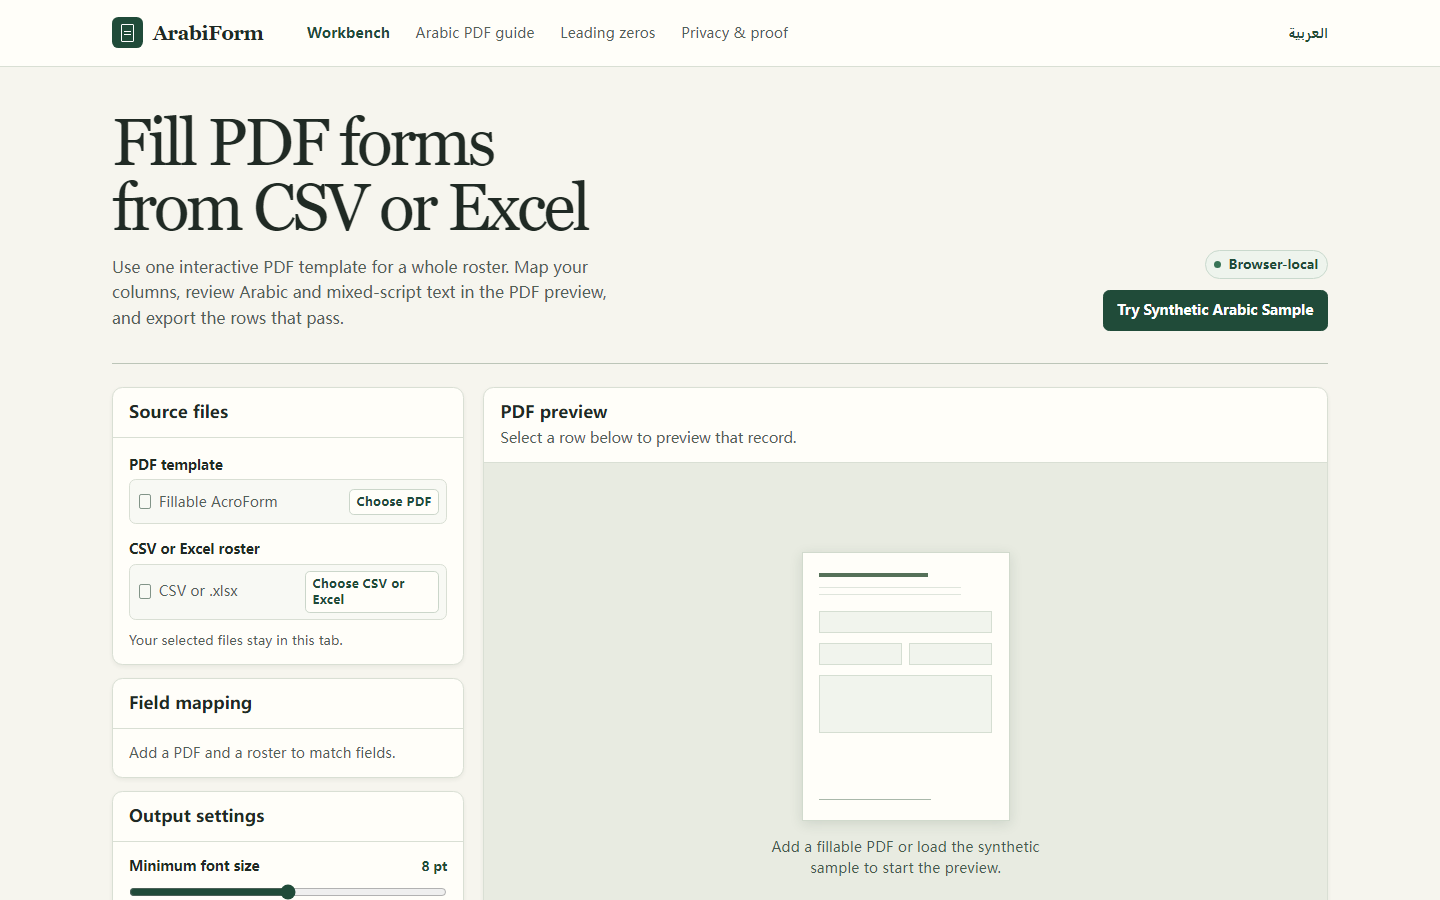 ArabiForm
Workbench
Arabic PDF guide
Leading zeros
Privacy & proof
العربية
Fill PDF forms
from CSV or Excel
Use one interactive PDF template for a whole roster. Map your
columns, review Arabic and mixed-script text in the PDF preview,
and export the rows that pass.
Browser-local
Try Synthetic Arabic Sample
Source files
PDF template
Fillable AcroForm
Choose PDF
CSV or Excel roster
CSV or .xlsx
Choose CSV or
Excel
Your selected files stay in this tab.
Field mapping
Add a PDF and a roster to match fields.
Output settings
Minimum font size
8 pt
PDF preview
Select a row below to preview that record.
Add a fillable PDF or load the synthetic
sample to start the preview.